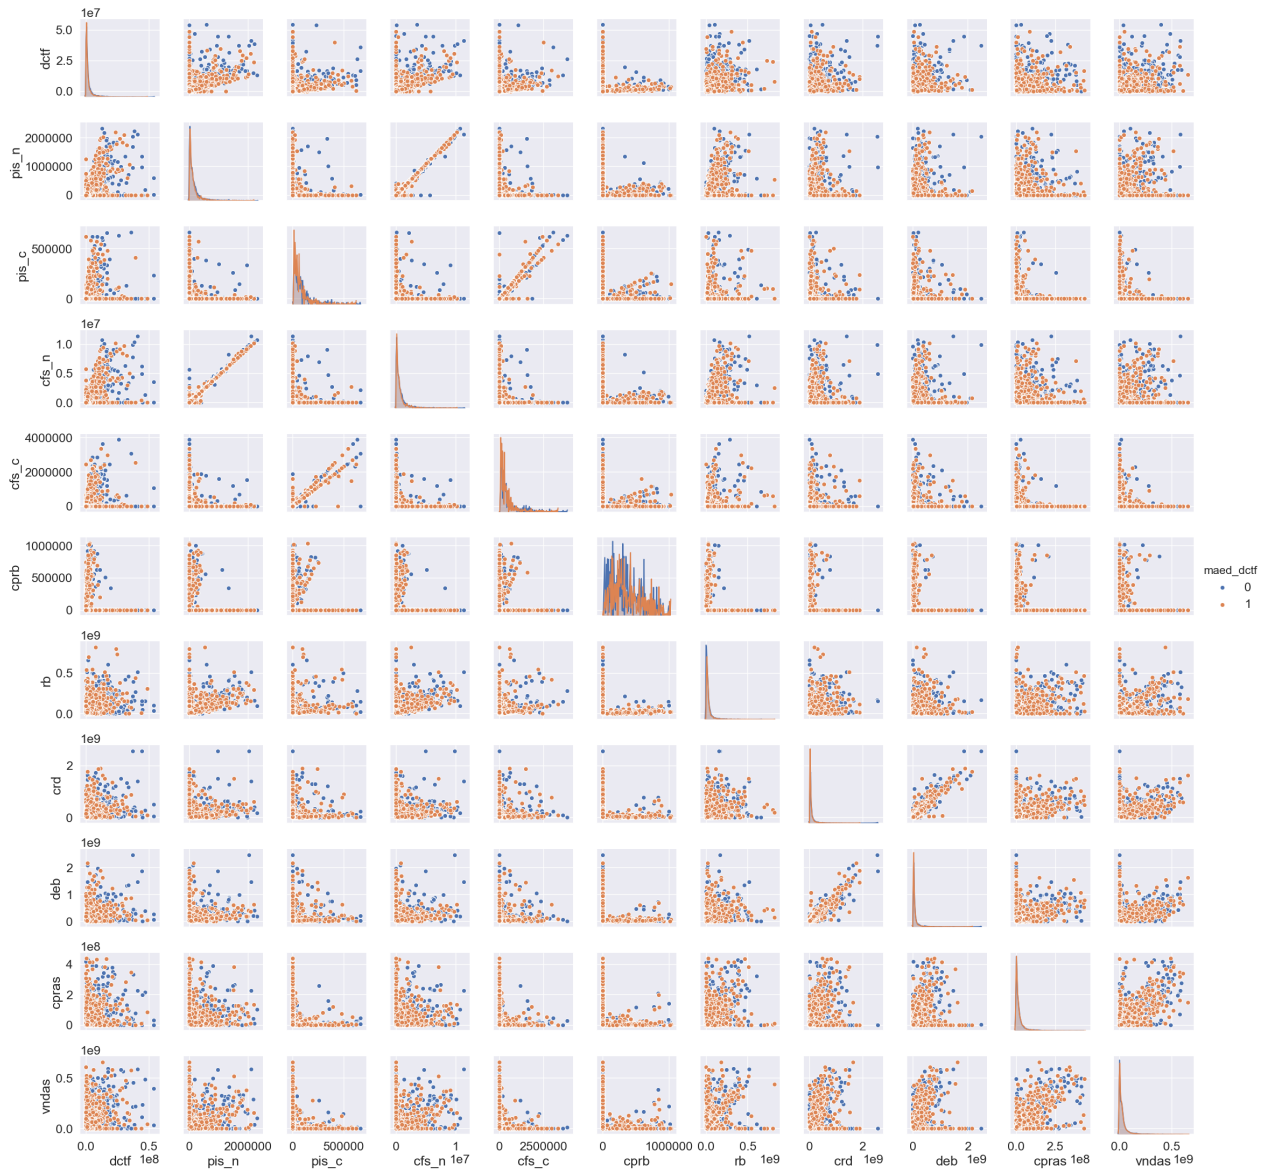 1e7
dctf
5.0
2.5
0.0
pis_n
2000000
1000000
0
pis_c
500000
0
1e7
cfs_n
1.0
0.5
0.0
cfs_c
4000000
2000000
0
cprb
1000000
500000
0
maed_dctf
0
1
1e9
rb
0.5
0.0
1e9
crd
2
1
0
1e9
deb
2
1
0
1e8
cpras
4
2
0
1e9
vndas
0.5
0.0
0.0 0.5 0 2000000 0 500000 0 1 0 2500000 0 1000000 0.0 0.5 0 2 0 2 0.0 2.5 0.0 0.5
dctf 1e8 pis_n pis_c cfs_n 1e7 cfs_c cprb rb 1e9 crd 1e9 deb 1e9 cpras 1e8 vndas 1e9